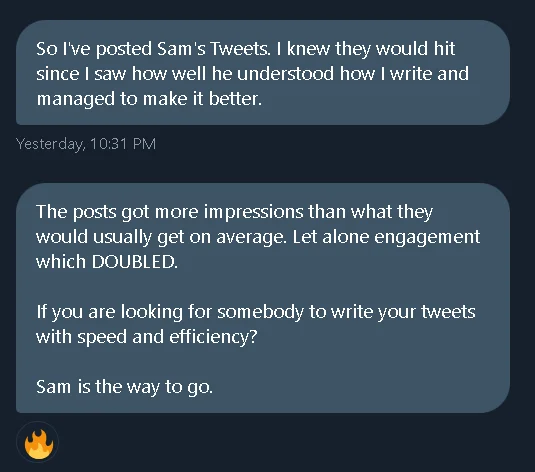 So I've posted Sam's Tweets. I knew they would hit
since I saw how well he understood how I write and
managed to make it better.
Yesterday, 10:31 PM
The posts got more impressions than what they
would usually get on average. Let alone engagement
which DOUBLED.
If you are looking for somebody to write your tweets
with speed and efficiency?
Sam is the way to go.